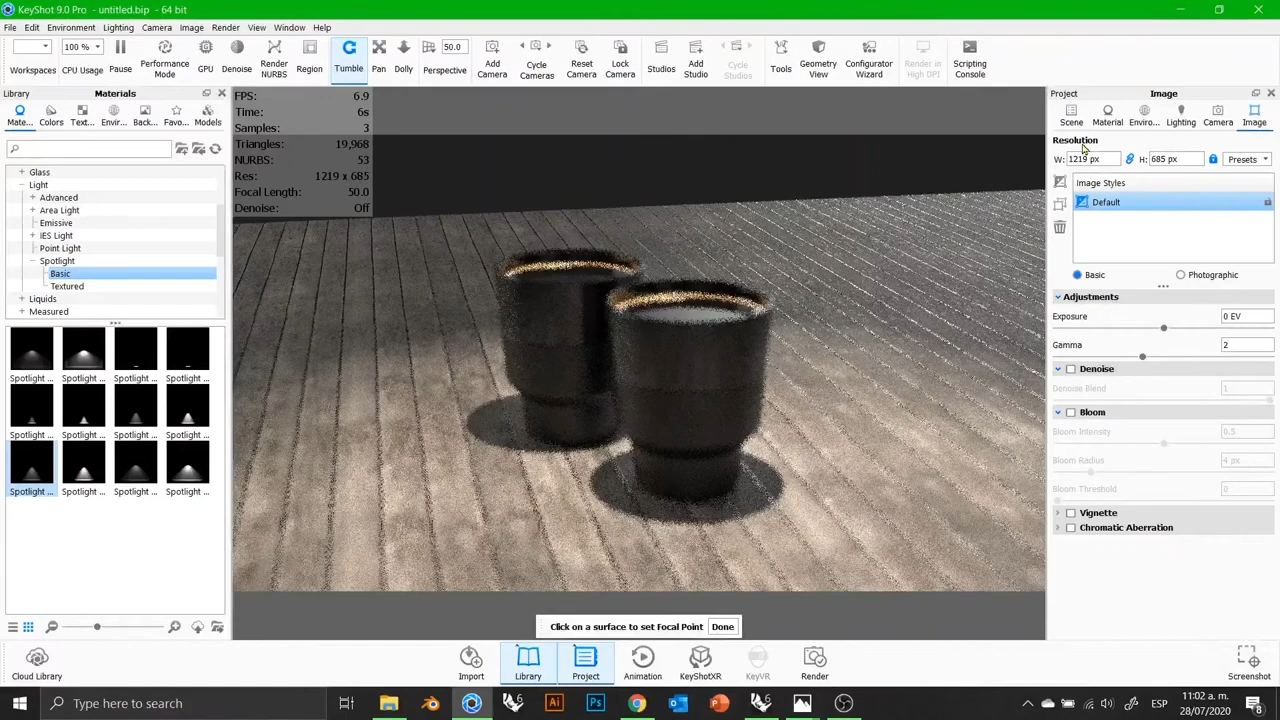 KeyShot 9.0 Pro - untitled.bip - 64 bit
File Edit Environment Lighting Camera Image Render View Window Help
100 % 50.0
Workspaces CPU Usage Pause Performance Mode GPU Denoise Render NURBS Region Tumble Pan Dolly Perspective Add Camera Cycle Cameras Reset Camera Lock Camera Studios Add Studio Cycle Studios Tools Geometry View Configurator Wizard Render in High DPI Scripting Console
Library Materials
Mate... Colors Text... Envir... Back... Favo... Models
Glass
Light
Advanced
Area Light
Emissive
IES Light
Point Light
Spotlight
Basic
Textured
Liquids
Measured
Spotlight ... Spotlight ... Spotlight ... Spotlight ...
Spotlight ... Spotlight ... Spotlight ... Spotlight ...
Spotlight ... Spotlight ... Spotlight ... Spotlight ...
FPS: 6.9
Time: 6s
Samples: 3
Triangles: 19,968
NURBS: 53
Res: 1219 x 685
Focal Length: 50.0
Denoise: Off
Click on a surface to set Focal Point Done
Project Image
Scene Material Enviro... Lighting Camera Image
Resolution
W: 1219 px H: 685 px Presets
Image Styles
Default
Basic Photographic
Adjustments
Exposure 0 EV
Gamma 2
Denoise
Denoise Blend 1
Bloom
Bloom Intensity 0.5
Bloom Radius 4 px
Bloom Threshold 0
Vignette
Chromatic Aberration
Cloud Library Import Library Project Animation KeyShotXR KeyVR Render Screenshot
Type here to search
ESP
11:02 a. m.
28/07/2020
8